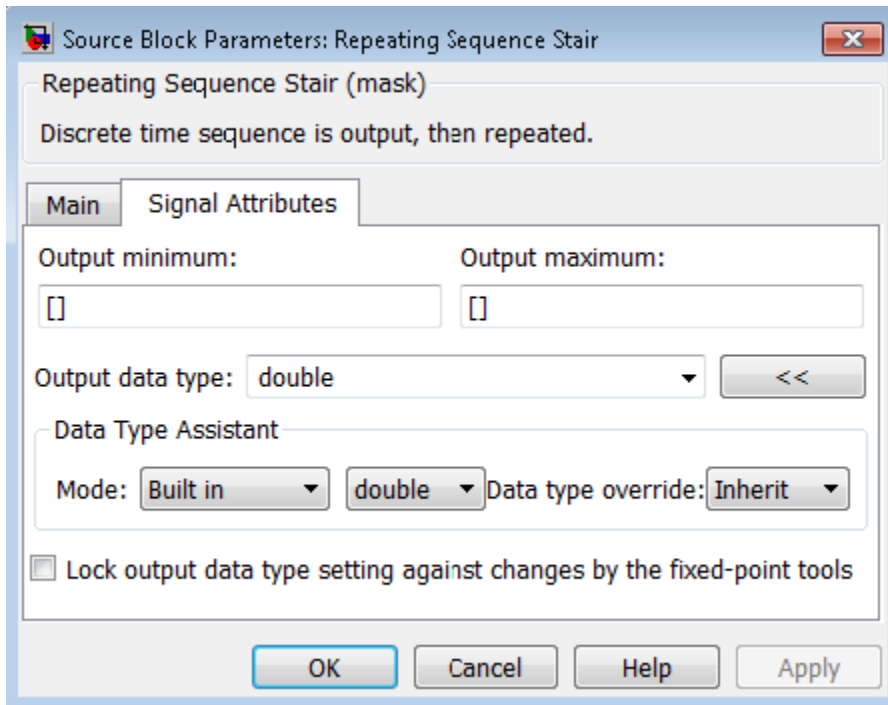 Source Block Parameters: Repeating Sequence Stair
Repeating Sequence Stair (mask)
Discrete time sequence is output, then repeated.
Main Signal Attributes
Output minimum: Output maximum:
[] []
Output data type: double <<
Data Type Assistant
Mode: Built in double Data type override: Inherit
Lock output data type setting against changes by the fixed-point tools
OK Cancel Help Apply